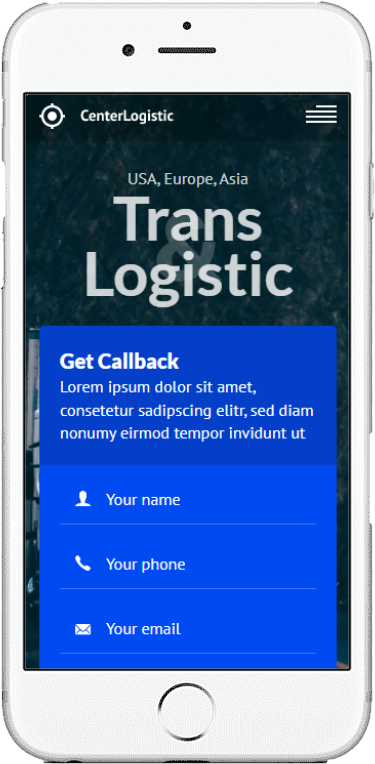 CenterLogistic
USA, Europe, Asia
&
Trans
Logistic
Get Callback
Lorem ipsum dolor sit amet,
consetetur sadipscing elitr, sed diam
nonumy eirmod tempor invidunt ut
Your name
Your phone
Your email